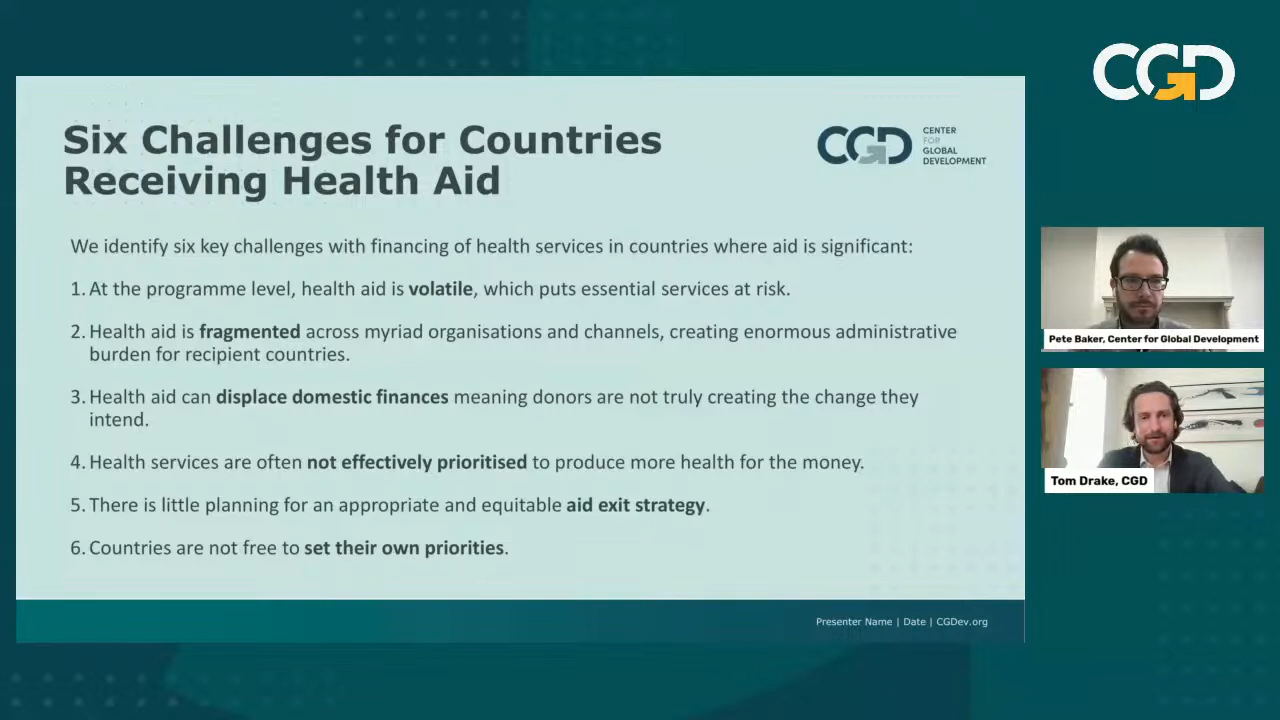 CGD
Six Challenges for Countries
Receiving Health Aid
CGD
CENTER
FOR
GLOBAL
DEVELOPMENT
We identify six key challenges with financing of health services in countries where aid is significant:
1. At the programme level, health aid is volatile, which puts essential services at risk.
2. Health aid is fragmented across myriad organisations and channels, creating enormous administrative
burden for recipient countries.
3. Health aid can displace domestic finances meaning donors are not truly creating the change they
intend.
4. Health services are often not effectively prioritised to produce more health for the money.
5. There is little planning for an appropriate and equitable aid exit strategy.
6. Countries are not free to set their own priorities.
Presenter Name | Date | CGDev.org
Pete Baker, Center for Global Development
Tom Drake, CGD